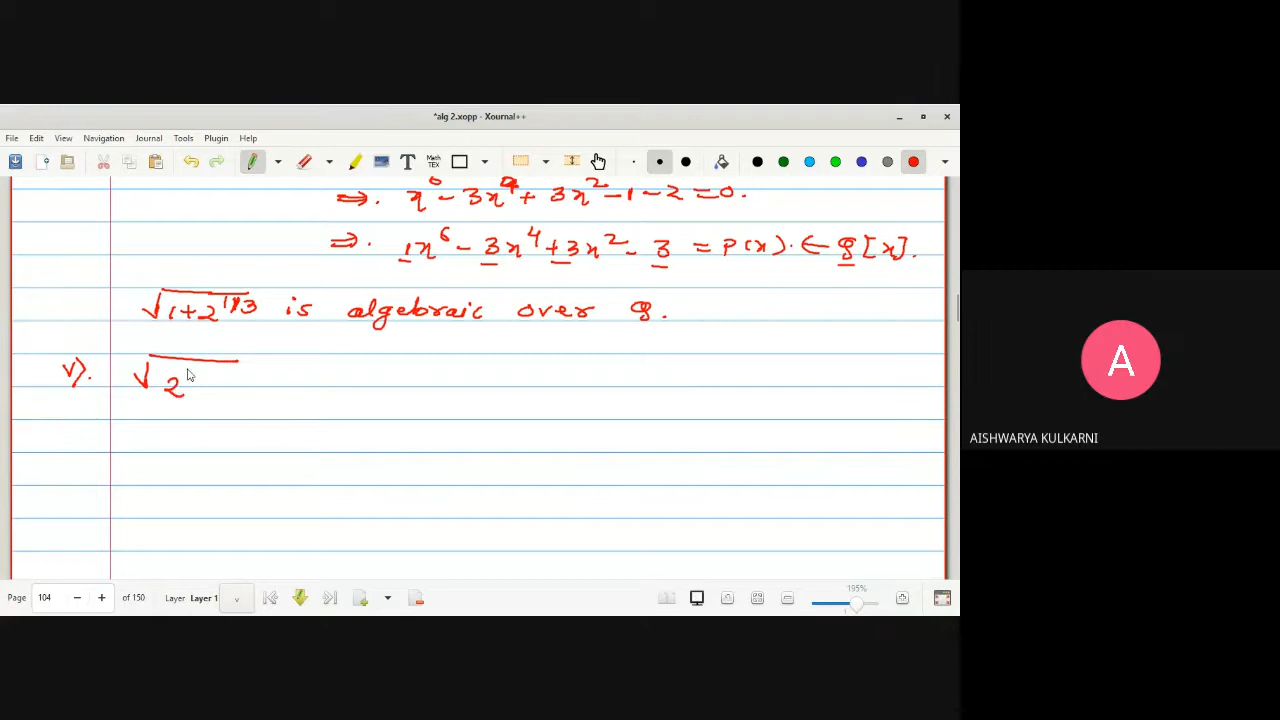 *alg 2.xopp - Xournal++
File Edit View Navigation Journal Tools Plugin Help
⇒. x⁶ - 3x⁴ + 3x² - 1 - 2 = 0.
⇒. 1x⁶ - 3x⁴ + 3x² - 3 = P(x). ∈ Q[x].
√(1+2^1/3) is algebraic over Q.
v). √2
AISHWARYA KULKARNI
A
Page 104 of 150 Layer Layer 1 195%